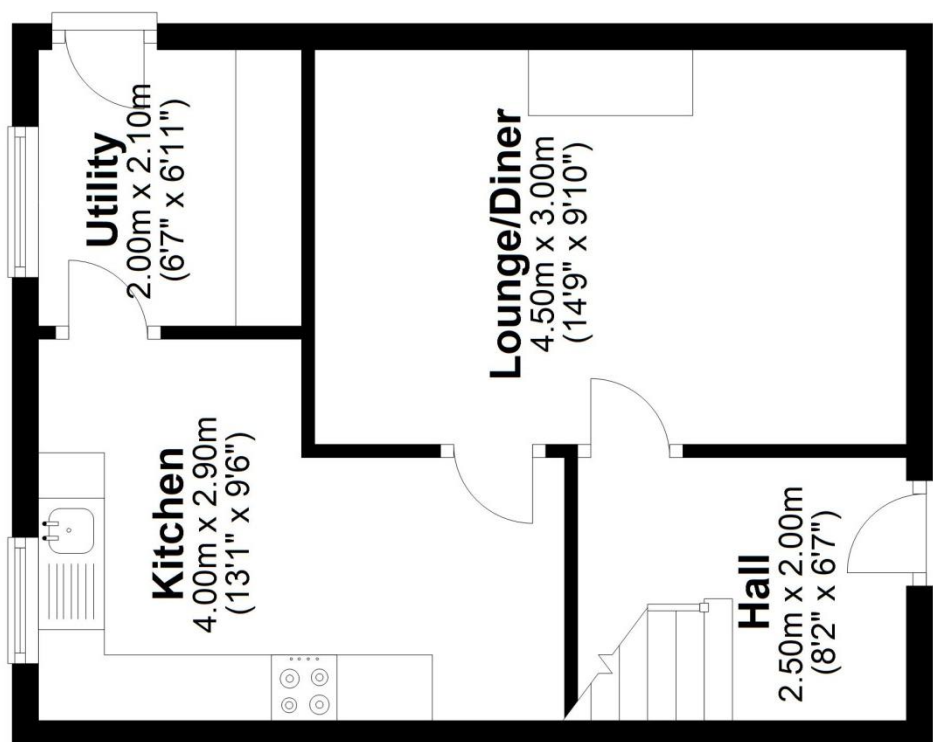 Utility
2.00m x 2.10m
(6'7" x 6'11")
Lounge/Diner
4.50m x 3.00m
(14'9" x 9'10")
Kitchen
4.00m x 2.90m
(13'1" x 9'6")
Hall
2.50m x 2.00m
(8'2" x 6'7")